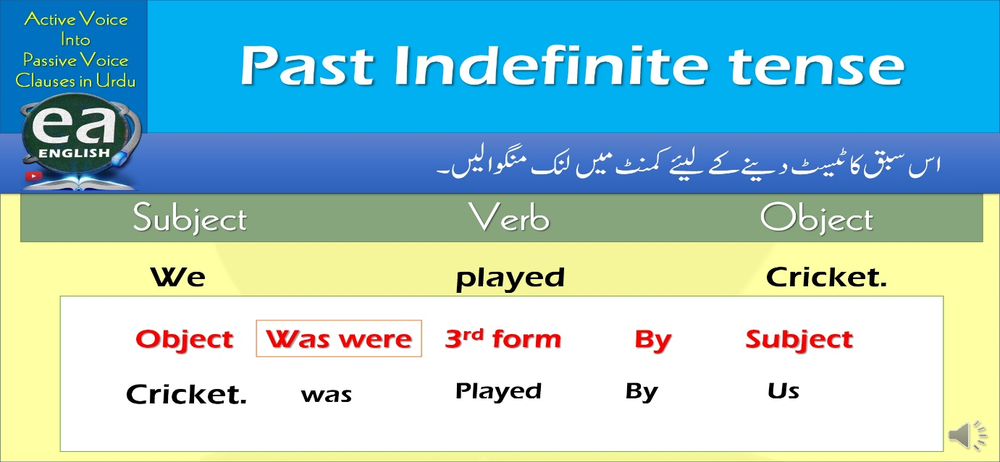 Active Voice
Into
Passive Voice
Clauses in Urdu
ea
ENGLISH
Past Indefinite tense
اس سبق کا ٹیسٹ دینے کے لیئے کمنٹ میں لنک منگوالیں۔
Subject Verb Object
We played Cricket.
Object Was were 3rd form By Subject
Cricket. was Played By Us